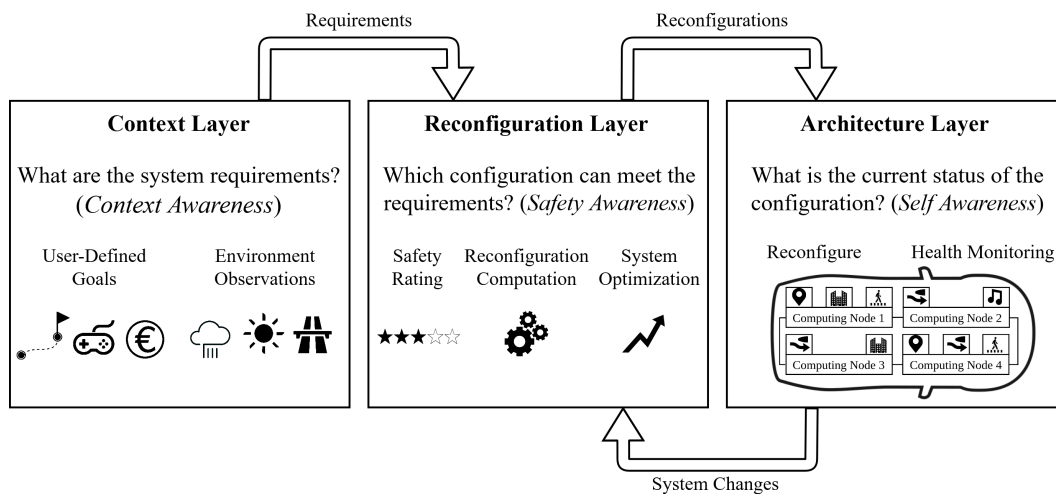 Requirements
Reconfigurations
Context Layer
What are the system requirements?
(Context Awareness)
User-Defined
Goals
Environment
Observations
Reconfiguration Layer
Which configuration can meet the
requirements? (Safety Awareness)
Safety
Rating
Reconfiguration
Computation
System
Optimization
Architecture Layer
What is the current status of the
configuration? (Self Awareness)
Reconfigure
Health Monitoring
Computing Node 1
Computing Node 2
Computing Node 3
Computing Node 4
System Changes